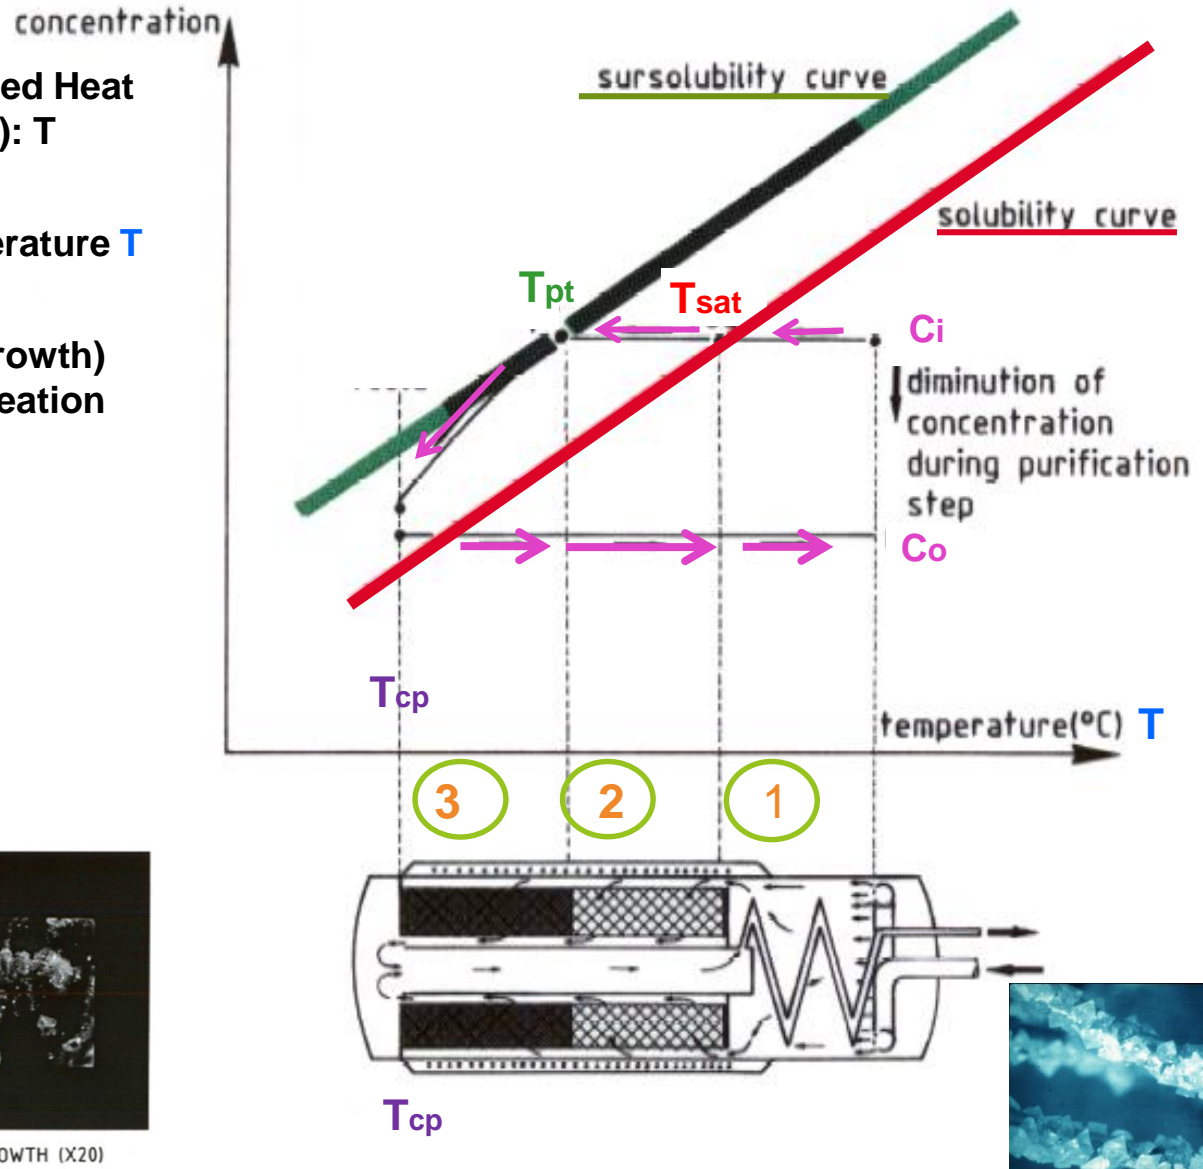 concentration
ed Heat
): T
sursolubility curve
solubility curve
erature T
Tpt
Tsat
Ci
rowth)
eation
diminution of
concentration
during purification
step
Co
Tcp
temperature(°C) T
3
2
1
Tcp
OWTH (X20)